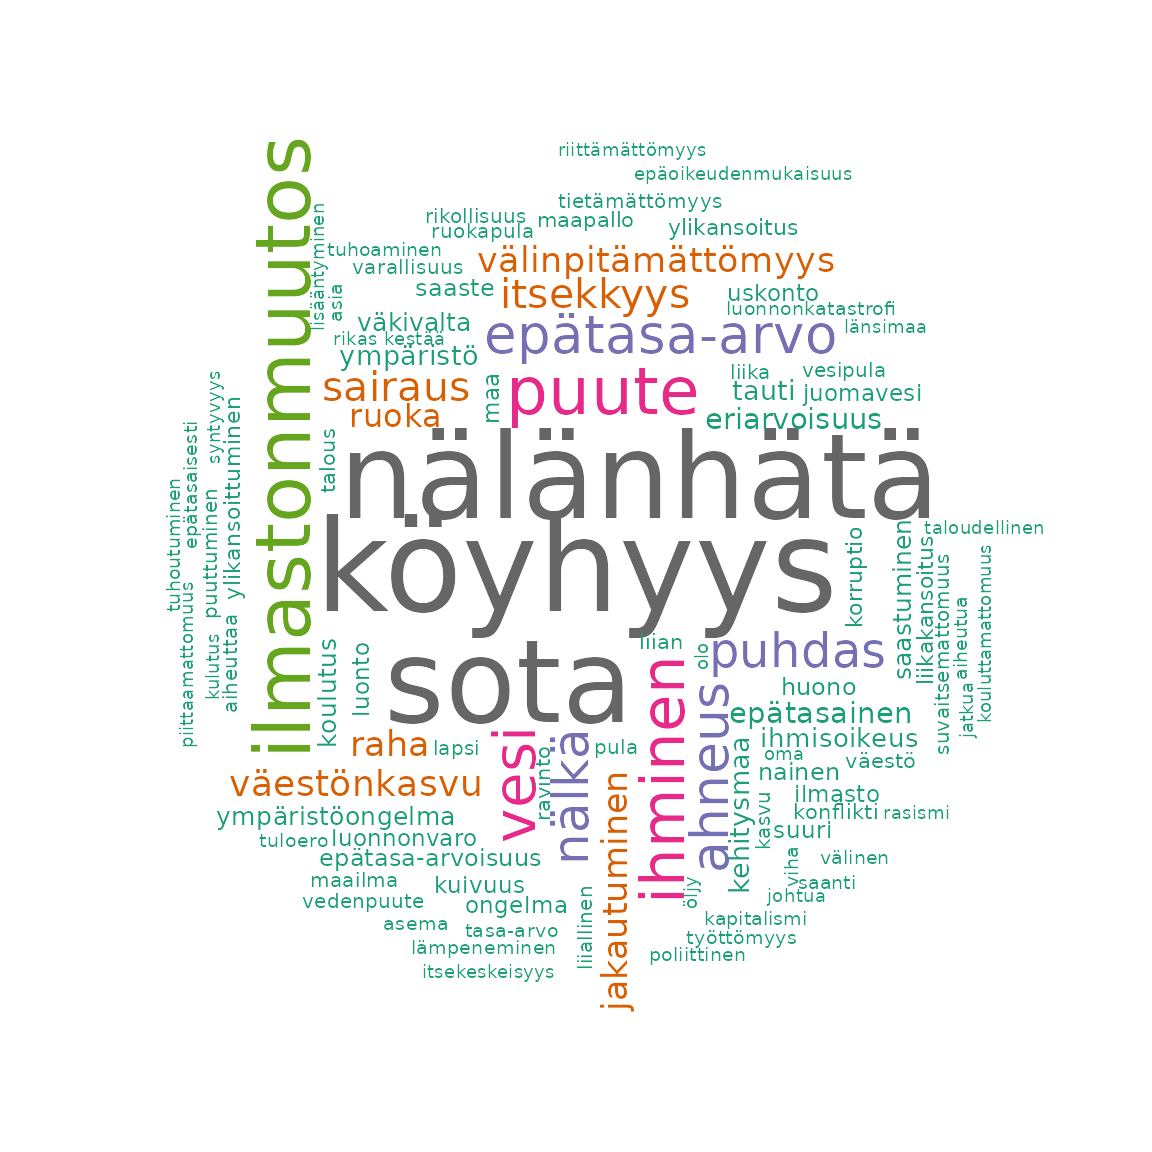 riittämättömyys
epäoikeudenmukaisuus
tietämättömyys
rikollisuus
maapallo
ruokapula
ylikansoitus
tuhoaminen
välinpitämättömyys
varallisuus
saaste
itsekkyys
uskonto
luonnonkatastrofi
länsimaa
väkivalta
epätasa-arvo
rikas
kestää
ympäristö
sairaus
puute
liika
vesipula
tauti
juomavesi
ruoka
maa
eriarvoisuus
ilmastonmuutos
lisääntyminen
asia
talous
nälänhätä
köyhyys
sota
syntyvyys
epätasaisesti
ylikansoittuminen
tuhoutuminen
puuttuminen
piittaamattomuus
kulutus
aiheuttaa
koulutus
luonto
korruptio
saastuminen
taloudellinen
liikakansoitus
suvaitsemattomuus
aiheutua
jatkua
kouluttamattomuus
liian
olo
puhdas
huono
epätasainen
ihmisoikeus
oma
väestö
nainen
ilmasto
konflikti
rasismi
suuri
kasvu
kehitysmaa
ahneus
ihminen
raha
lapsi
vesi
ravinto
nälkä
pula
väestönkasvu
ympäristöongelma
tuloero
luonnonvaro
epätasa-arvoisuus
maailma
kuivuus
vedenpuute
ongelma
asema
tasa-arvo
lämpeneminen
itsekeskeisyys
liiallinen
jakautuminen
öljy
viha
välinen
saanti
johtua
kapitalismi
työttömyys
poliittinen